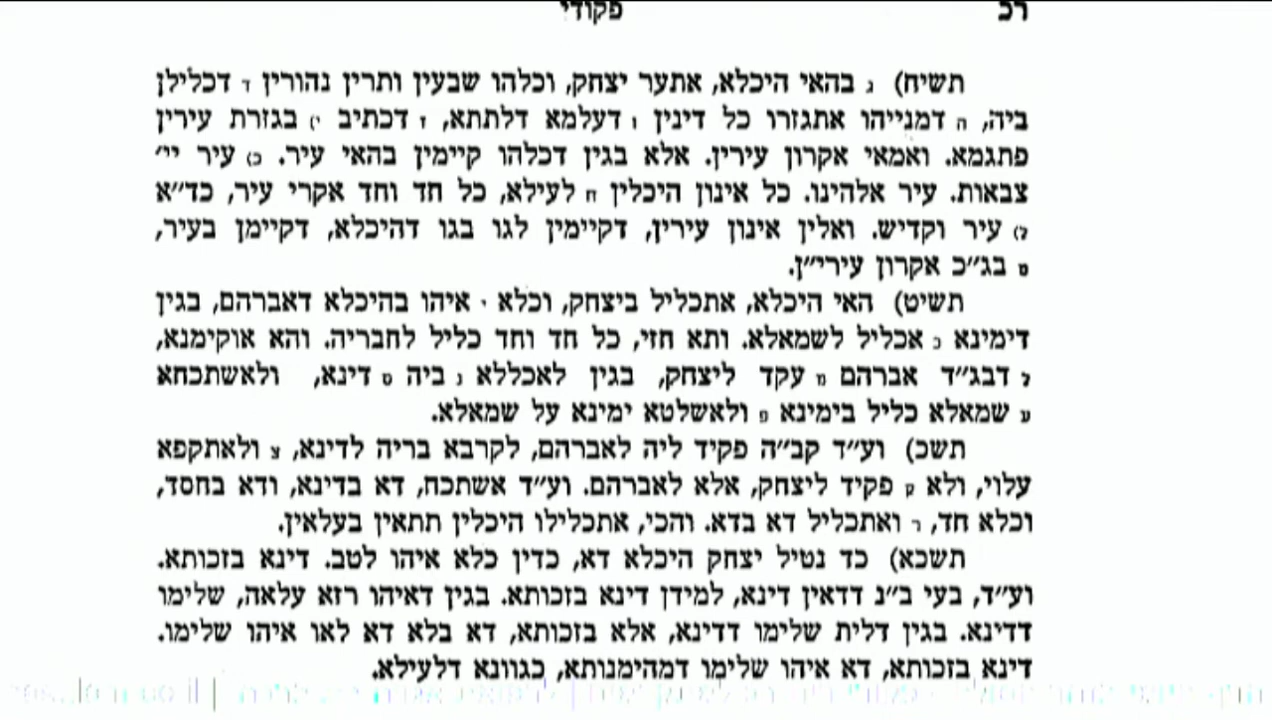 רכ פקודי
תשיח) ג בהאי היכלא, אתער יצחק, וכלהו שבעין ותרין נהורין ד דכלילן
ביה, ה דמנייהו אתגזרו כל דינין ו דעלמא דלתתא, ז דכתיב י) בגזרת עירין
פתגמא. ואמאי אקרון עירין. אלא בגין דכלהו קיימין בהאי עיר. כ) עיר יי׳
צבאות. עיר אלהינו. כל אינון היכלין ח לעילא, כל חד וחד אקרי עיר, כד״א
ל) עיר וקדיש. ואלין אינון עירין, דקיימין לגו בגו דהיכלא, דקיימן בעיר,
ט בג״כ אקרון עירי״ן.
תשיט) האי היכלא, אתכליל ביצחק, וכלא י איהו בהיכלא דאברהם, בגין
דימינא כ אכליל לשמאלא. ותא חזי, כל חד וחד כליל לחבריה. והא אוקימנא,
ל דבג״ד אברהם מ עקד ליצחק, בגין לאכללא נ ביה ס דינא, ולאשתכחא
ע שמאלא כליל בימינא פ ולאשלטא ימינא על שמאלא.
תשכ) וע״ד קב״ה פקיד ליה לאברהם, לקרבא בריה לדינא, צ ולאתקפא
עלוי, ולא ק פקיד ליצחק, אלא לאברהם. וע״ד אשתכח, דא בדינא, ודא בחסד,
וכלא חד, ר ואתכליל דא בדא. והכי, אתכלילו היכלין תתאין בעלאין.
תשכא) כד נטיל יצחק היכלא דא, כדין כלא איהו לטב. דינא בזכותא.
וע״ד, בעי ב״נ דדאין דינא, למידן דינא בזכותא. בגין דאיהו רזא עלאה, שלימו
דדינא. בגין דלית שלימו דדינא, אלא בזכותא, דא בלא דא לאו איהו שלימו.
דינא בזכותא, דא איהו שלימו דמהימנותא, כגוונא דלעילא.